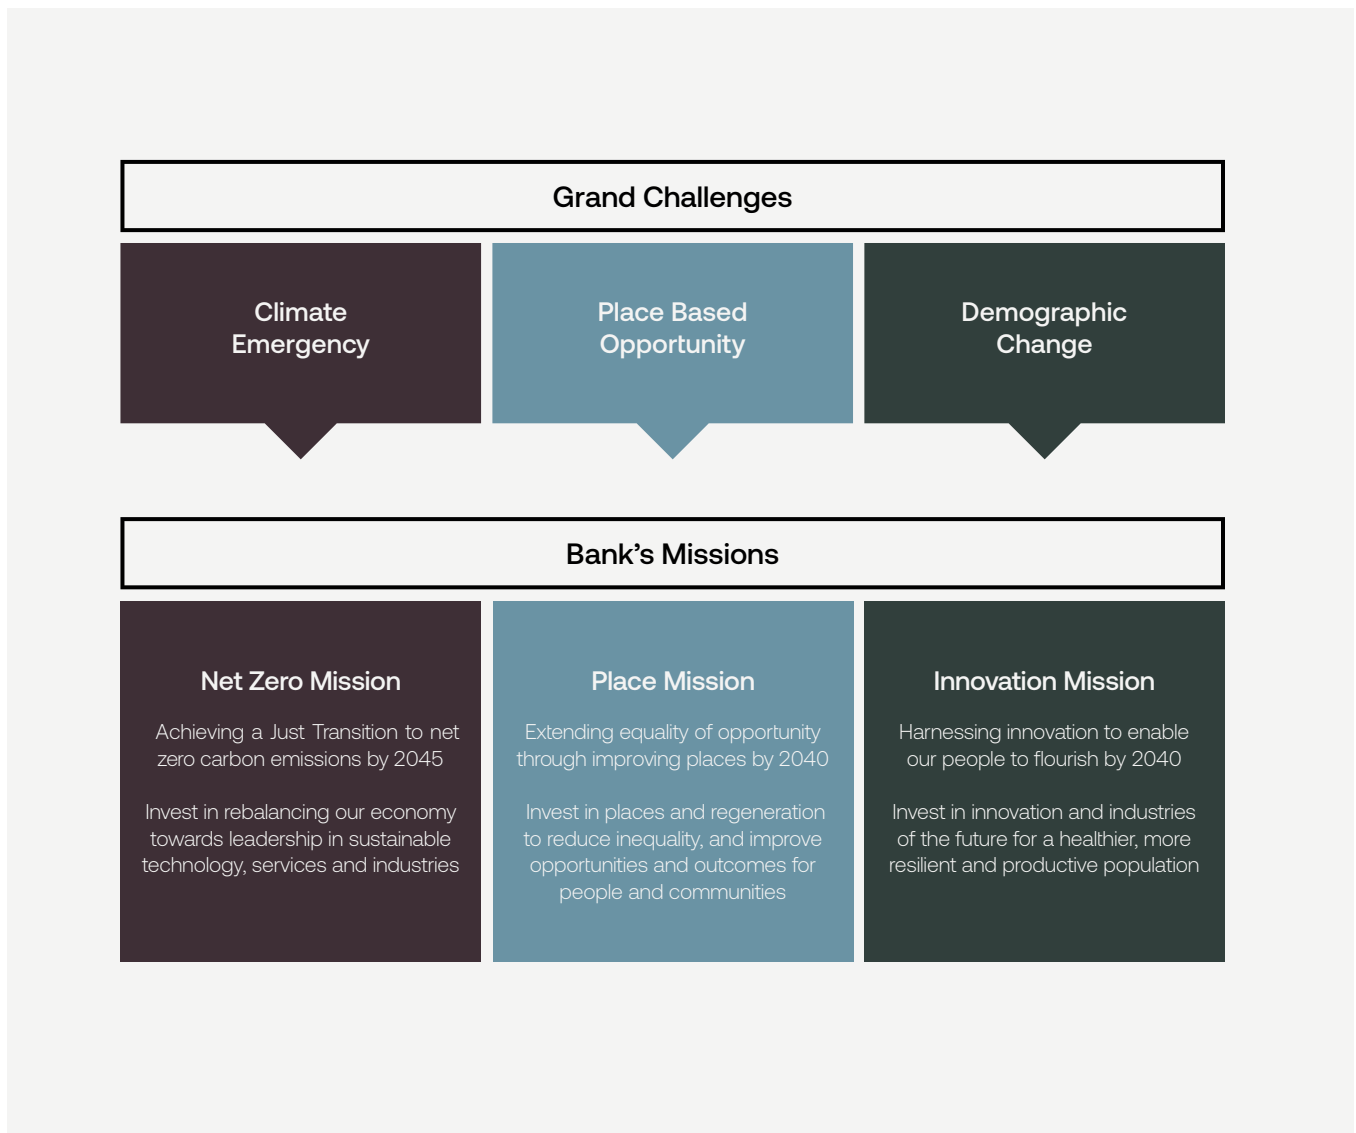 Grand Challenges
Climate
Emergency
Place Based
Opportunity
Demographic
Change
Bank’s Missions
Net Zero Mission
Achieving a Just Transition to net
zero carbon emissions by 2045
Invest in rebalancing our economy
towards leadership in sustainable
technology, services and industries
Place Mission
Extending equality of opportunity
through improving places by 2040
Invest in places and regeneration
to reduce inequality, and improve
opportunities and outcomes for
people and communities
Innovation Mission
Harnessing innovation to enable
our people to flourish by 2040
Invest in innovation and industries
of the future for a healthier, more
resilient and productive population